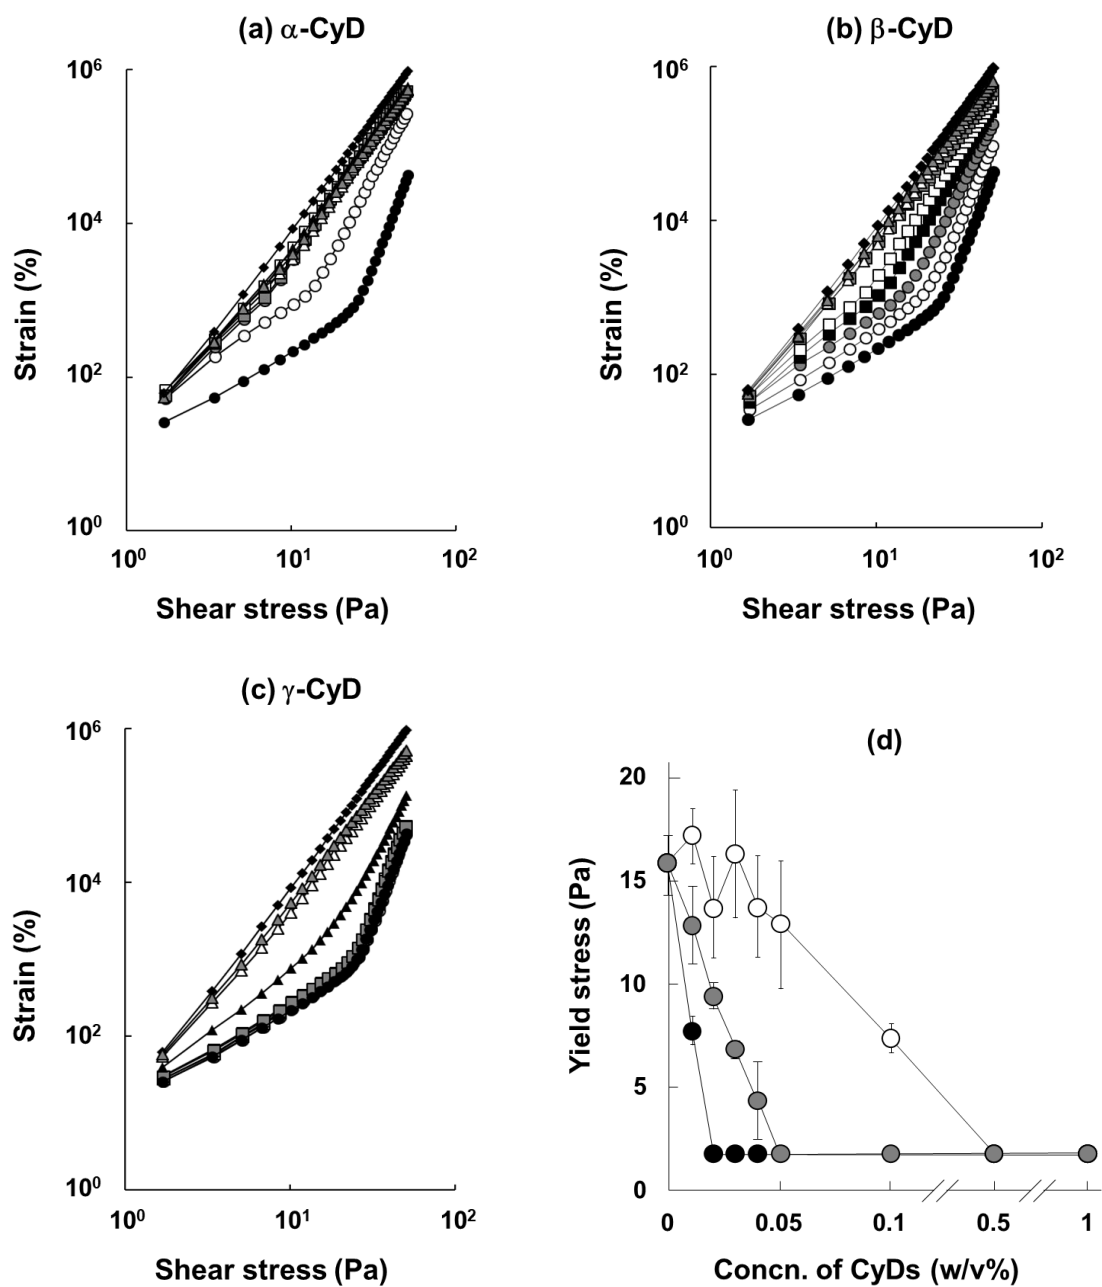 (a) α-CyD
10⁶
10⁴
10²
10⁰
Strain (%)
10⁰ 10¹ 10²
Shear stress (Pa)
(b) β-CyD
10⁶
10⁴
10²
10⁰
Strain (%)
10⁰ 10¹ 10²
Shear stress (Pa)
(c) γ-CyD
10⁶
10⁴
10²
10⁰
Strain (%)
10⁰ 10¹ 10²
Shear stress (Pa)
(d)
20
15
10
5
0
Yield stress (Pa)
0 0.05 0.1 0.5 1
Concn. of CyDs (w/v%)